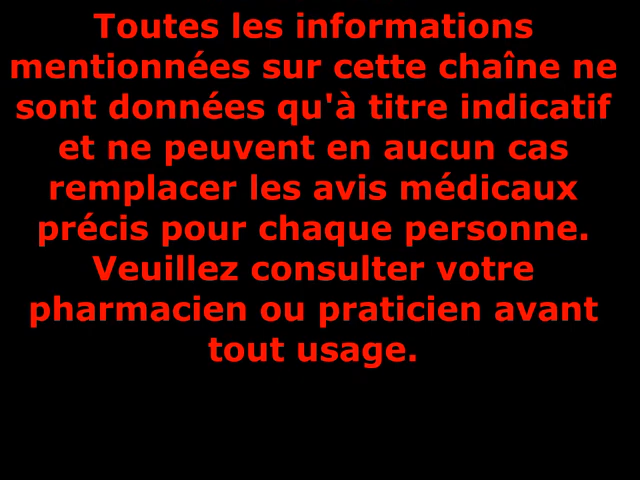 Toutes les informations
mentionnées sur cette chaîne ne
sont données qu'à titre indicatif
et ne peuvent en aucun cas
remplacer les avis médicaux
précis pour chaque personne.
Veuillez consulter votre
pharmacien ou praticien avant
tout usage.